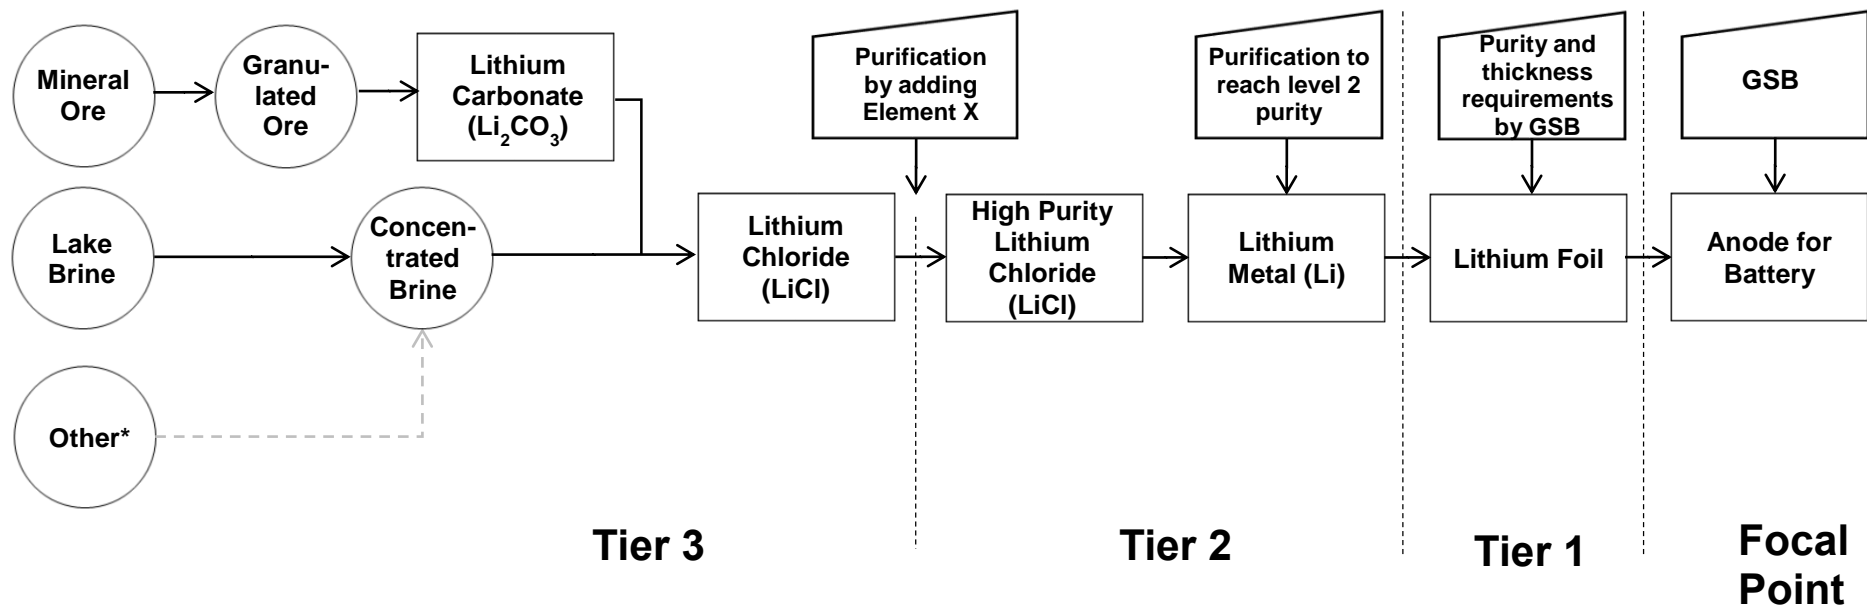 Mineral
Ore
Granu-
lated
Ore
Lithium
Carbonate
(Li₂CO₃)
Purification
by adding
Element X
Purification to
reach level 2
purity
Purity and
thickness
requirements
by GSB
GSB
Lake
Brine
Concen-
trated
Brine
Lithium
Chloride
(LiCl)
High Purity
Lithium
Chloride
(LiCl)
Lithium
Metal (Li)
Lithium Foil
Anode for
Battery
Other*
Tier 3
Tier 2
Tier 1
Focal
Point